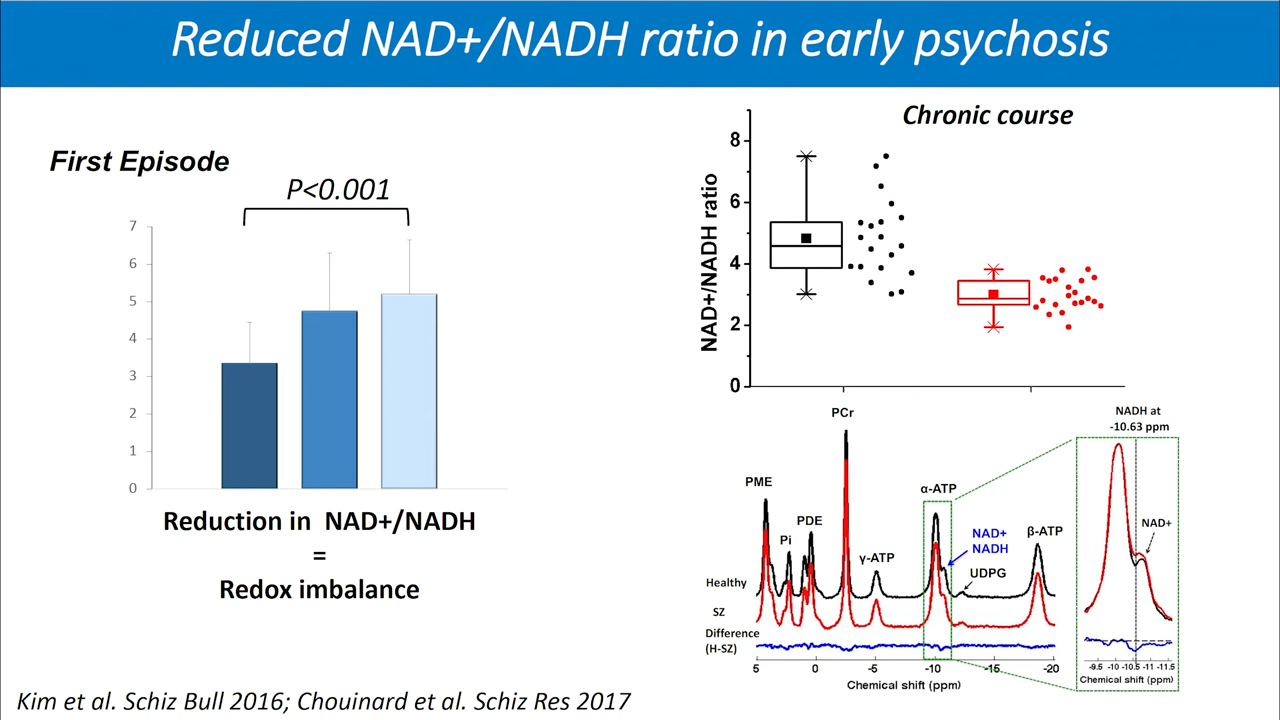 Reduced NAD+/NADH ratio in early psychosis
First Episode
P<0.001
7
6
5
4
3
2
1
0
Reduction in NAD+/NADH
=
Redox imbalance
Chronic course
NAD+/NADH ratio
8
6
4
2
0
PCr
PME
Pi
PDE
γ-ATP
α-ATP
NAD+
NADH
UDPG
β-ATP
Healthy
SZ
Difference
(H-SZ)
5 0 -5 -10 -15 -20
Chemical shift (ppm)
NADH at
-10.63 ppm
NAD+
-9.5 -10 -10.5 -11 -11.5
Chemical shift (ppm)
Kim et al. Schiz Bull 2016; Chouinard et al. Schiz Res 2017